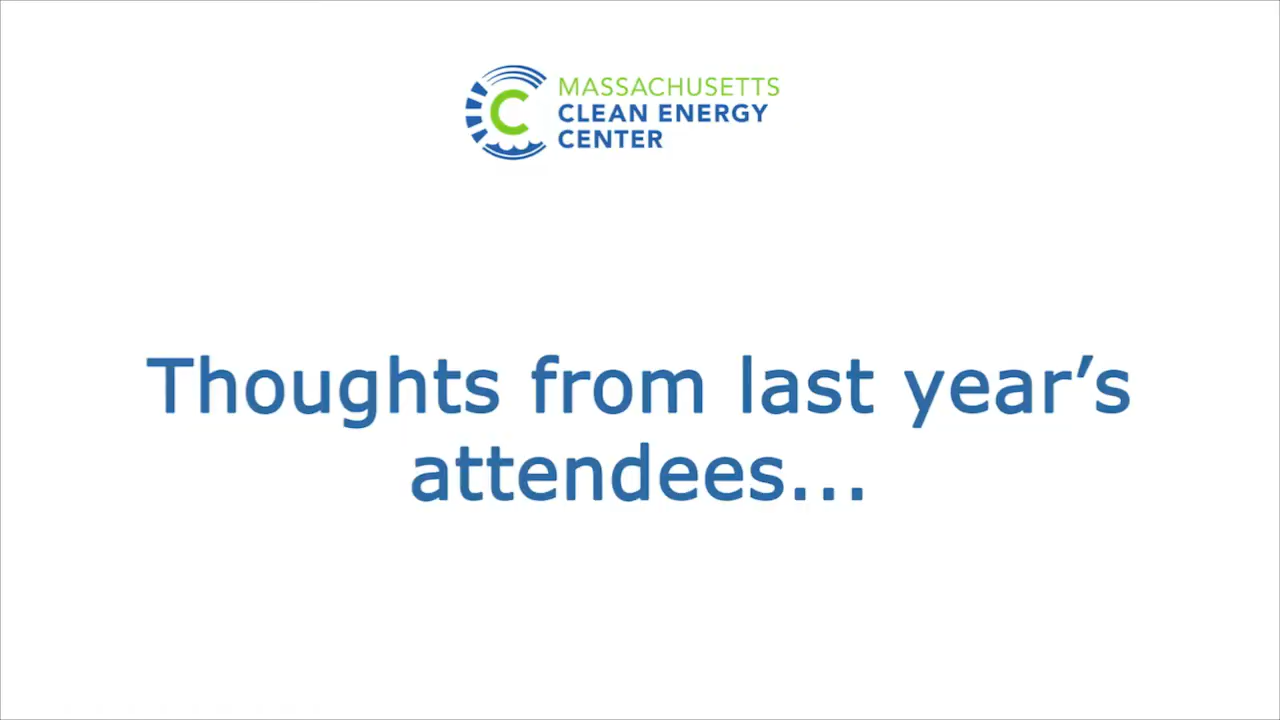 MASSACHUSETTS
CLEAN ENERGY
CENTER
Thoughts from last year’s
attendees...